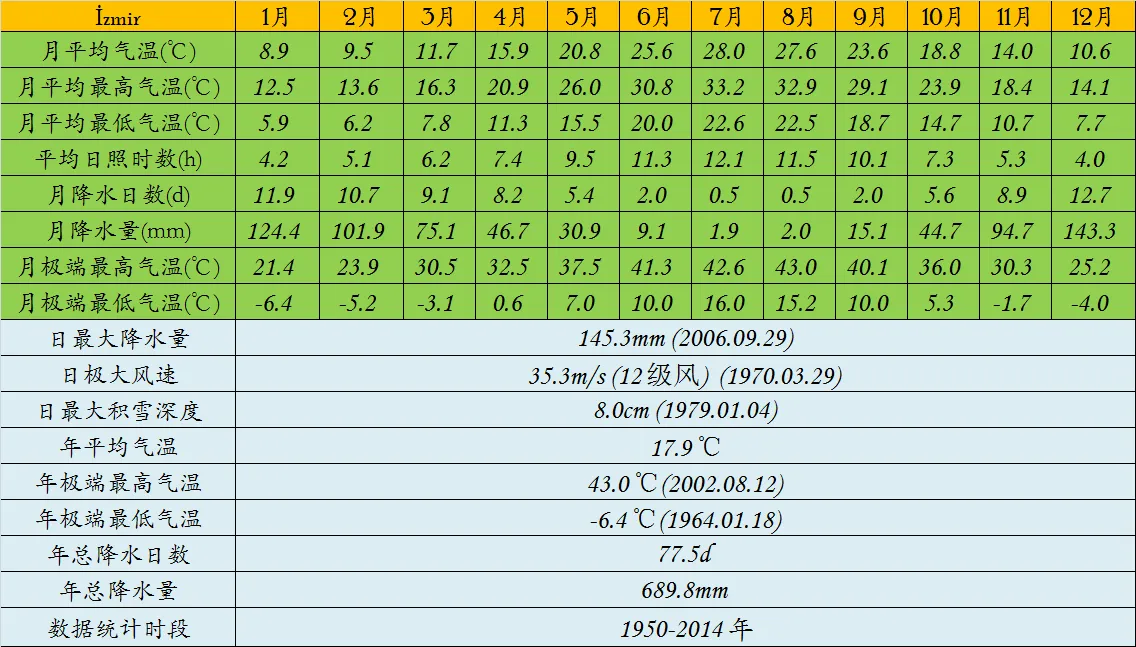 İzmir 1月 2月 3月 4月 5月 6月 7月 8月 9月 10月 11月 12月
月平均气温(℃) 8.9 9.5 11.7 15.9 20.8 25.6 28.0 27.6 23.6 18.8 14.0 10.6
月平均最高气温(℃) 12.5 13.6 16.3 20.9 26.0 30.8 33.2 32.9 29.1 23.9 18.4 14.1
月平均最低气温(℃) 5.9 6.2 7.8 11.3 15.5 20.0 22.6 22.5 18.7 14.7 10.7 7.7
平均日照时数(h) 4.2 5.1 6.2 7.4 9.5 11.3 12.1 11.5 10.1 7.3 5.3 4.0
月降水日数(d) 11.9 10.7 9.1 8.2 5.4 2.0 0.5 0.5 2.0 5.6 8.9 12.7
月降水量(mm) 124.4 101.9 75.1 46.7 30.9 9.1 1.9 2.0 15.1 44.7 94.7 143.3
月极端最高气温(℃) 21.4 23.9 30.5 32.5 37.5 41.3 42.6 43.0 40.1 36.0 30.3 25.2
月极端最低气温(℃) -6.4 -5.2 -3.1 0.6 7.0 10.0 16.0 15.2 10.0 5.3 -1.7 -4.0
日最大降水量 145.3mm (2006.09.29)
日极大风速 35.3m/s (12级风) (1970.03.29)
日最大积雪深度 8.0cm (1979.01.04)
年平均气温 17.9℃
年极端最高气温 43.0℃(2002.08.12)
年极端最低气温 -6.4℃(1964.01.18)
年总降水日数 77.5d
年总降水量 689.8mm
数据统计时段 1950-2014年